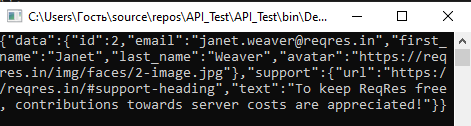 C:\Users\Гость\source\repos\API_Test\API_Test\bin\De...
{"data":{"id":2,"email":"janet.weaver@reqres.in","first_
name":"Janet","last_name":"Weaver","avatar":"https://req
res.in/img/faces/2-image.jpg"},"support":{"url":"https:/
/reqres.in/#support-heading","text":"To keep ReqRes free
, contributions towards server costs are appreciated!"}}